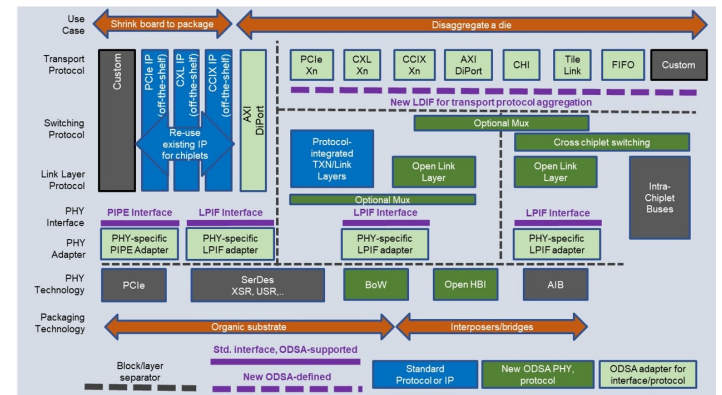 Use
Case
Shrink board to package
Disaggregate a die
Transport
Protocol
Custom
PCIe IP
(off-the-shelf)
CXL IP
(off-the-shelf)
CCIX IP
(off-the-shelf)
AXI
DiPort
PCIe
Xn
CXL
Xn
CCIX
Xn
AXI
DiPort
CHI
Tile
Link
FIFO
Custom
New LDIF for transport protocol aggregation
Switching
Protocol
Re-use
existing IP
for chiplets
Optional Mux
Cross chiplet switching
Link Layer
Protocol
Protocol-
integrated
TXN/Link
Layers
Open Link
Layer
Open Link
Layer
Intra-
Chiplet
Buses
Optional Mux
PHY
Interface
PIPE Interface
LPIF Interface
LPIF Interface
LPIF Interface
PHY
Adapter
PHY-specific
PIPE Adapter
PHY-specific
LPIF adapter
PHY-specific
LPIF adapter
PHY-specific
LPIF adapter
PHY
Technology
PCIe
SerDes
XSR, USR,..
BoW
Open HBI
AIB
Packaging
Technology
Organic substrate
Interposers/bridges
Block/layer
separator
Std. interface, ODSA-supported
New ODSA-defined
Standard
Protocol or IP
New ODSA PHY,
protocol
ODSA adapter for
interface/protocol